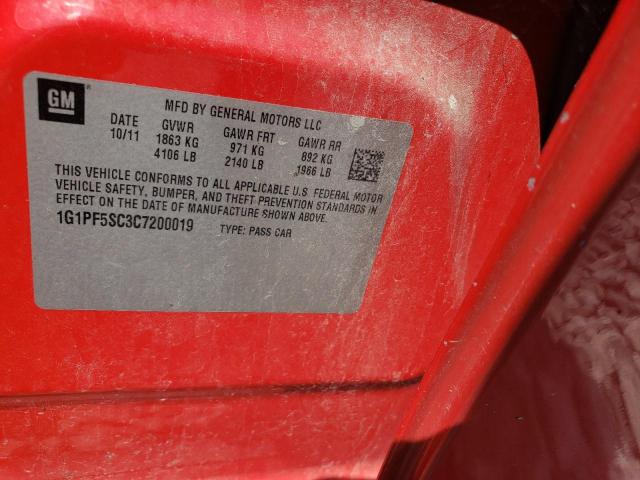 GM
MFD BY GENERAL MOTORS LLC
DATE GVWR GAWR FRT GAWR RR
10/11 1863 KG 971 KG 892 KG
4106 LB 2140 LB 1966 LB
THIS VEHICLE CONFORMS TO ALL APPLICABLE U.S. FEDERAL MOTOR
VEHICLE SAFETY, BUMPER, AND THEFT PREVENTION STANDARDS IN
EFFECT ON THE DATE OF MANUFACTURE SHOWN ABOVE.
1G1PF5SC3C7200019 TYPE: PASS CAR